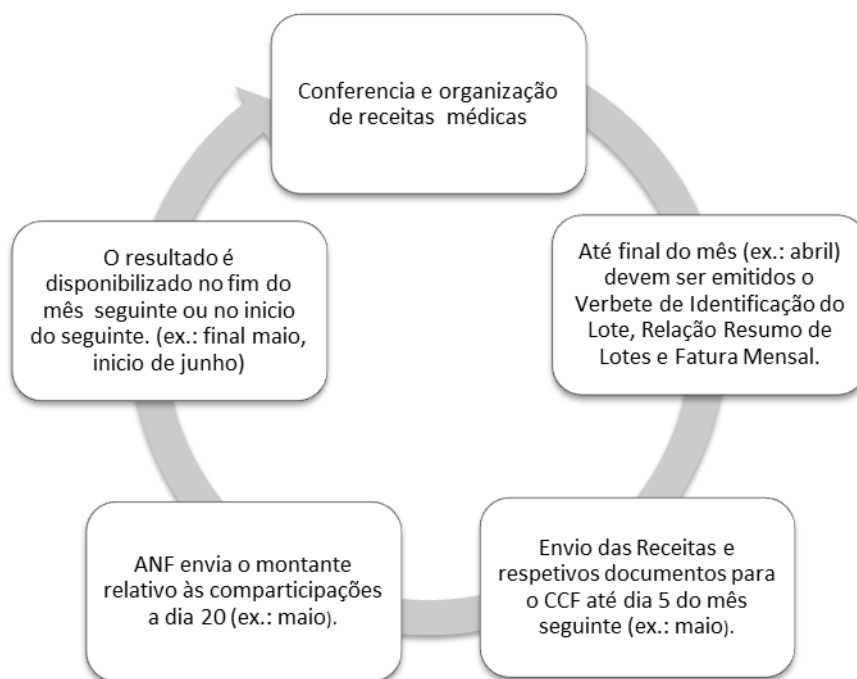 Conferencia e organização
de receitas médicas
Até final do mês (ex.: abril)
devem ser emitidos o
Verbete de Identificação do
Lote, Relação Resumo de
Lotes e Fatura Mensal.
Envio das Receitas e
respetivos documentos para
o CCF até dia 5 do mês
seguinte (ex.: maio).
ANF envia o montante
relativo às comparticipações
a dia 20 (ex.: maio).
O resultado é
disponibilizado no fim do
mês seguinte ou no inicio
do seguinte. (ex.: final maio,
inicio de junho)